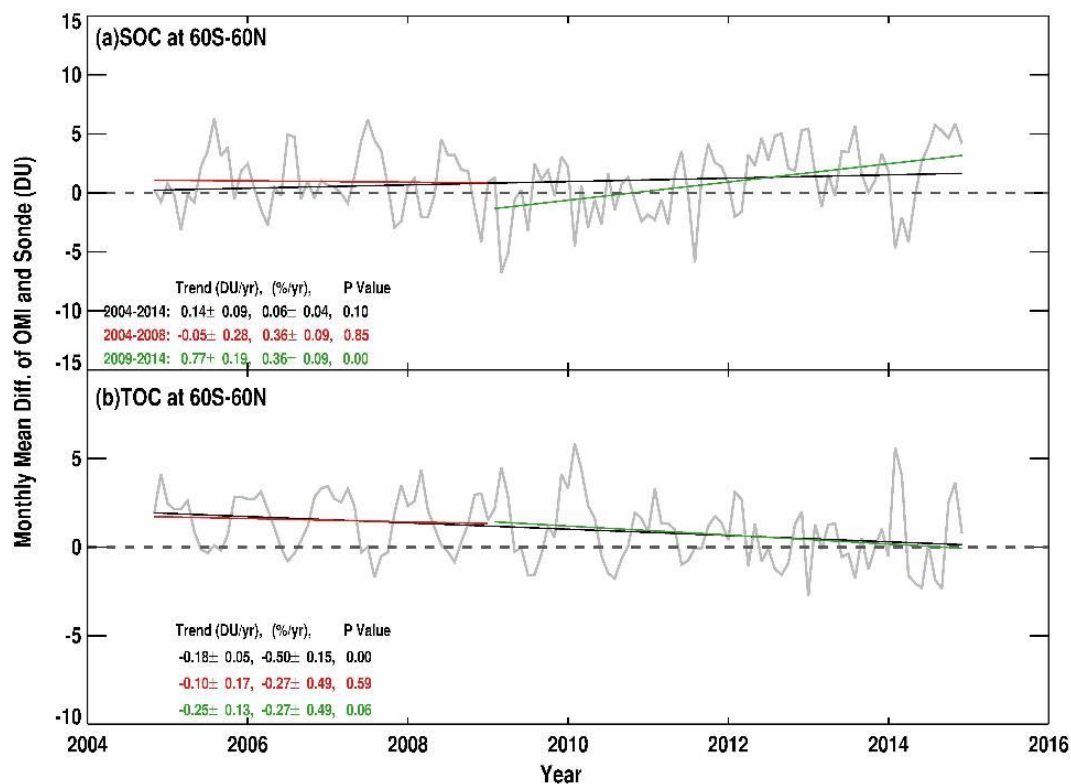 15
(a)SOC at 60S-60N
10
5
0
-5
Trend (DU/yr), (%/yr), P Value
-10
2004-2014: 0.14± 0.09, 0.06± 0.04, 0.10
2004-2008: -0.05± 0.28, 0.36± 0.09, 0.85
2009-2014: 0.77± 0.19, 0.36± 0.09, 0.00
-15
(b)TOC at 60S-60N
Monthly Mean Diff. of OMI and Sonde (DU)
5
0
-5
Trend (DU/yr), (%/yr), P Value
-0.18± 0.05, -0.50± 0.15, 0.00
-0.10± 0.17, -0.27± 0.49, 0.59
-0.25± 0.13, -0.27± 0.49, 0.06
-10
2004 2006 2008 2010 2012 2014 2016
Year